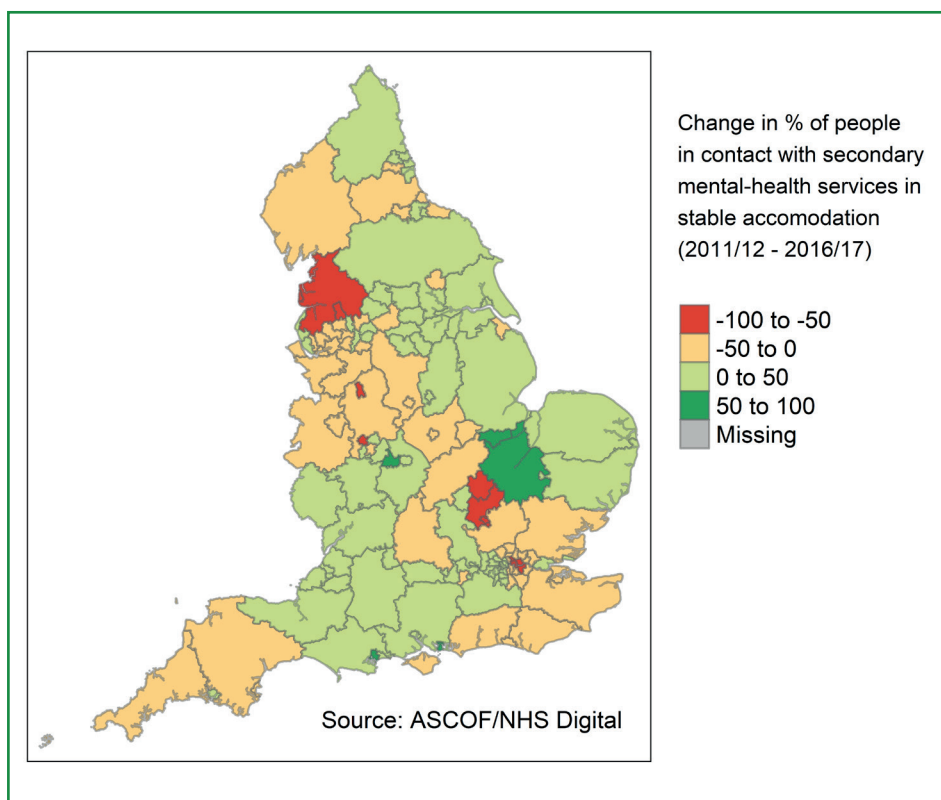 Change in % of people
in contact with secondary
mental-health services in
stable accomodation
(2011/12 - 2016/17)
-100 to -50
-50 to 0
0 to 50
50 to 100
Missing
Source: ASCOF/NHS Digital